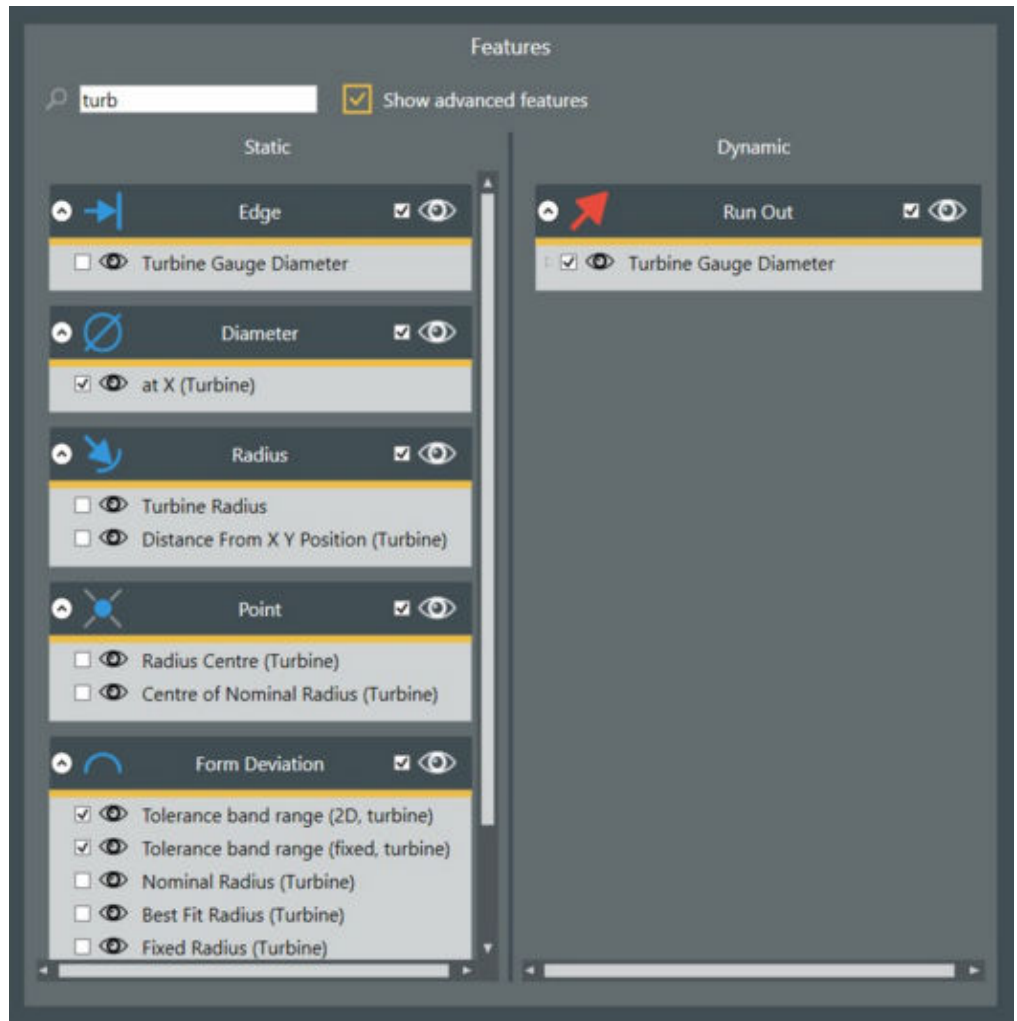 Features
turb
Show advanced features
Static
Dynamic
Edge
Turbine Gauge Diameter
Diameter
at X (Turbine)
Radius
Turbine Radius
Distance From X Y Position (Turbine)
Point
Radius Centre (Turbine)
Centre of Nominal Radius (Turbine)
Form Deviation
Tolerance band range (2D, turbine)
Tolerance band range (fixed, turbine)
Nominal Radius (Turbine)
Best Fit Radius (Turbine)
Fixed Radius (Turbine)
Run Out
Turbine Gauge Diameter